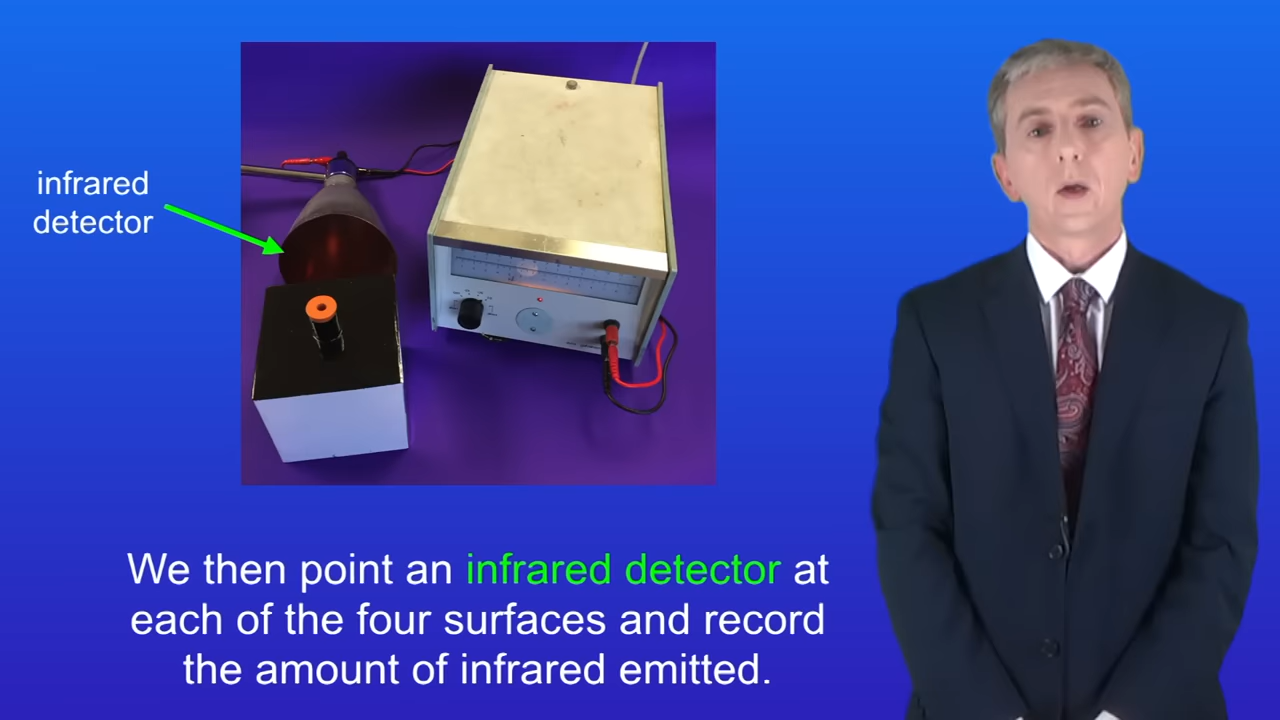 infrared
detector
We then point an infrared detector at
each of the four surfaces and record
the amount of infrared emitted.